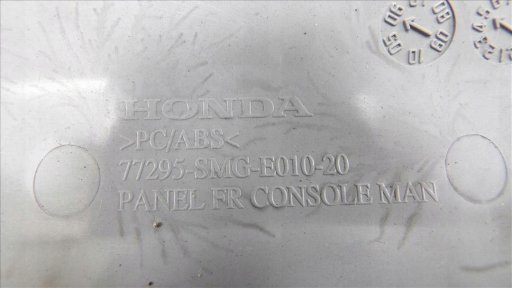 HONDA
>PC/ABS<
77295-SMG-E010-20
PANEL FR CONSOLE MAN